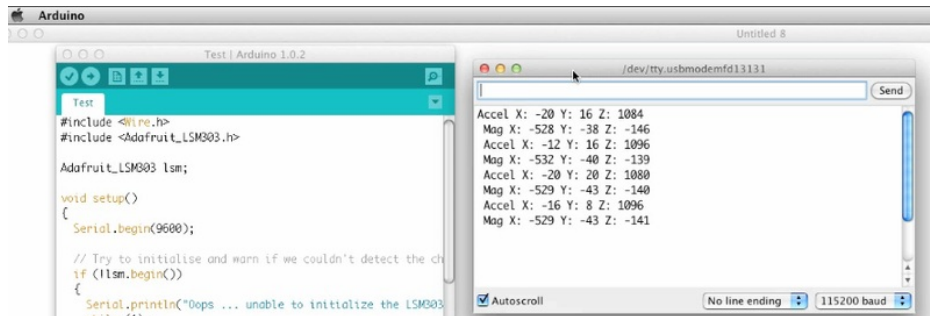 Arduino
Untitled 8
Test | Arduino 1.0.2
Test
#include <Wire.h>
#include <Adafruit_LSM303.h>
Adafruit_LSM303 lsm;
void setup()
{
Serial.begin(9600);
// Try to initialise and warn if we couldn't detect the ch
if (!lsm.begin())
{
Serial.println("Oops ... unable to initialize the LSM303
/dev/tty.usbmodemfd13131
Send
Accel X: -20 Y: 16 Z: 1084
Mag X: -528 Y: -38 Z: -146
Accel X: -12 Y: 16 Z: 1096
Mag X: -532 Y: -40 Z: -139
Accel X: -20 Y: 20 Z: 1080
Mag X: -529 Y: -43 Z: -140
Accel X: -16 Y: 8 Z: 1096
Mag X: -529 Y: -43 Z: -141
Autoscroll
No line ending
115200 baud